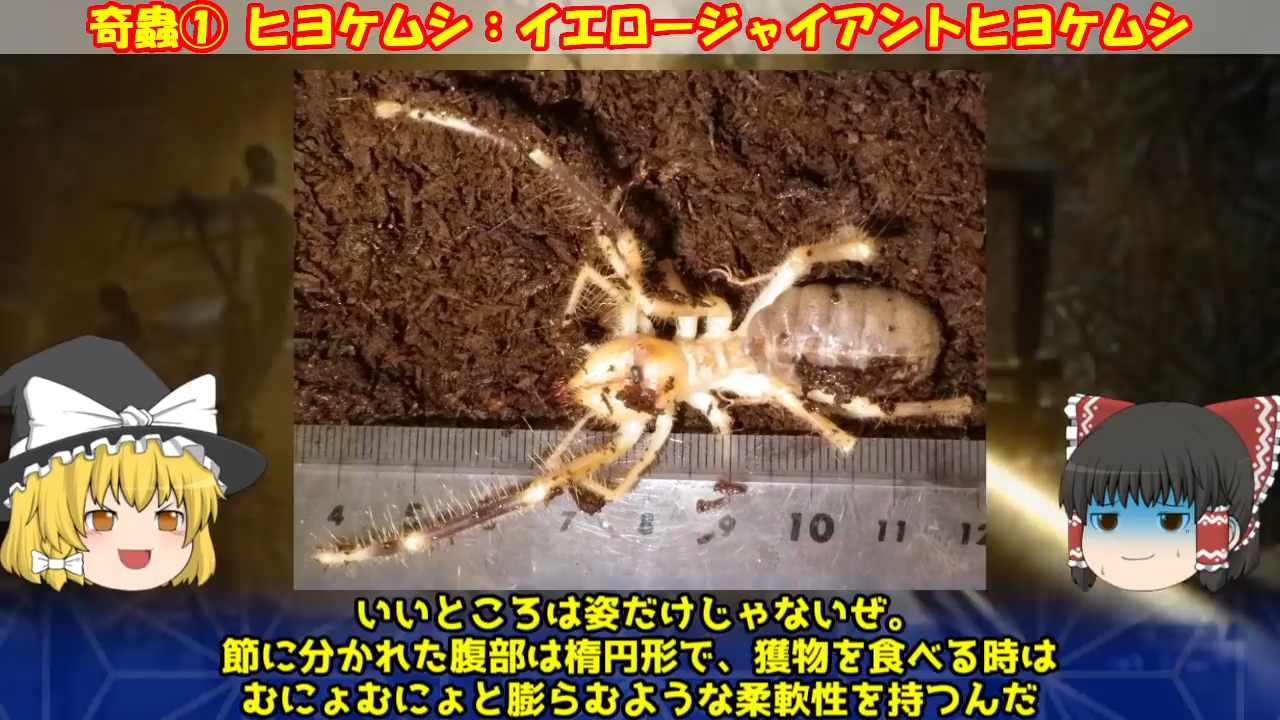 奇蟲① ヒヨケムシ：イエロージャイアントヒヨケムシ
4 5 6 7 8 9 10 11 12
いいところは姿だけじゃないぜ。
節に分かれた腹部は楕円形で、獲物を食べる時は
むにょむにょと膨らむような柔軟性を持つんだ